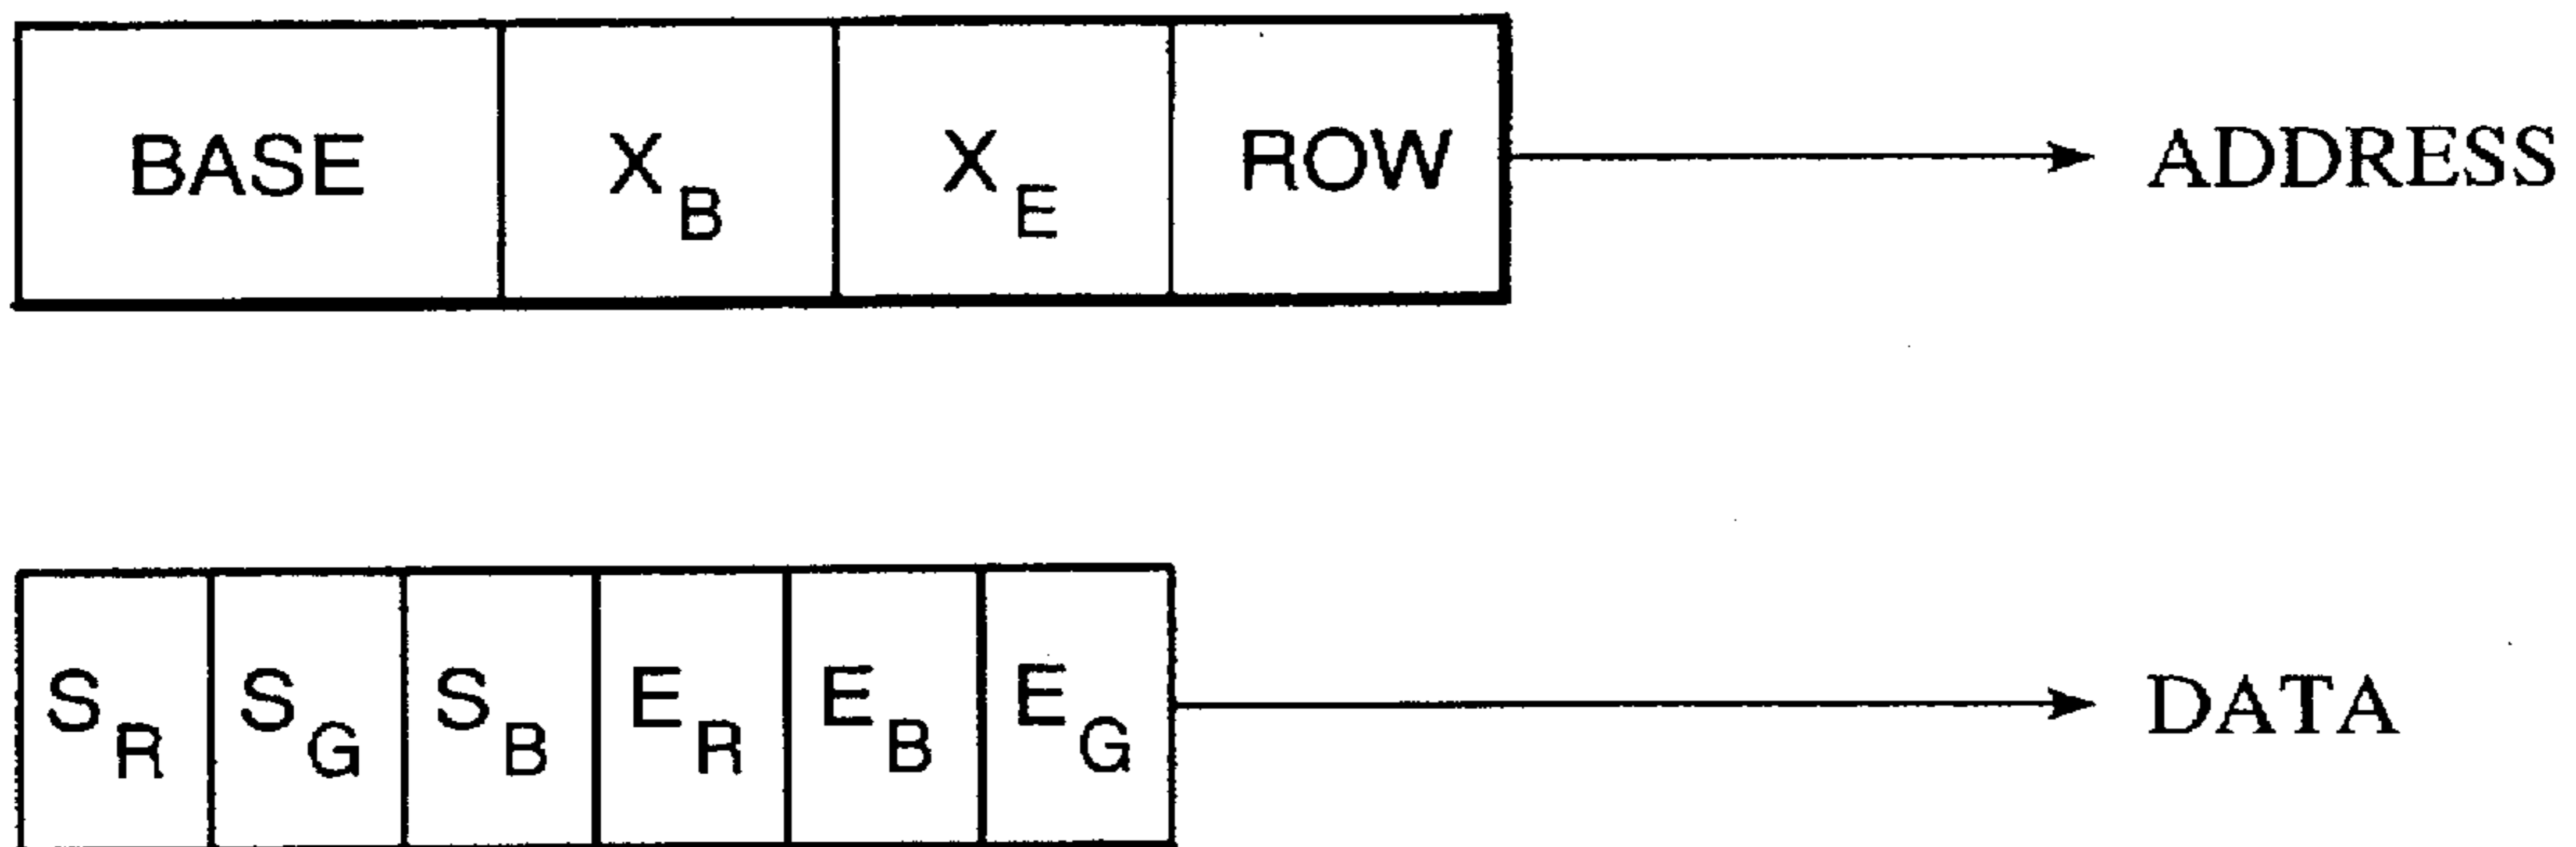 BASE X_B X_E ROW ADDRESS
S_R S_G S_B E_R E_B E_G DATA